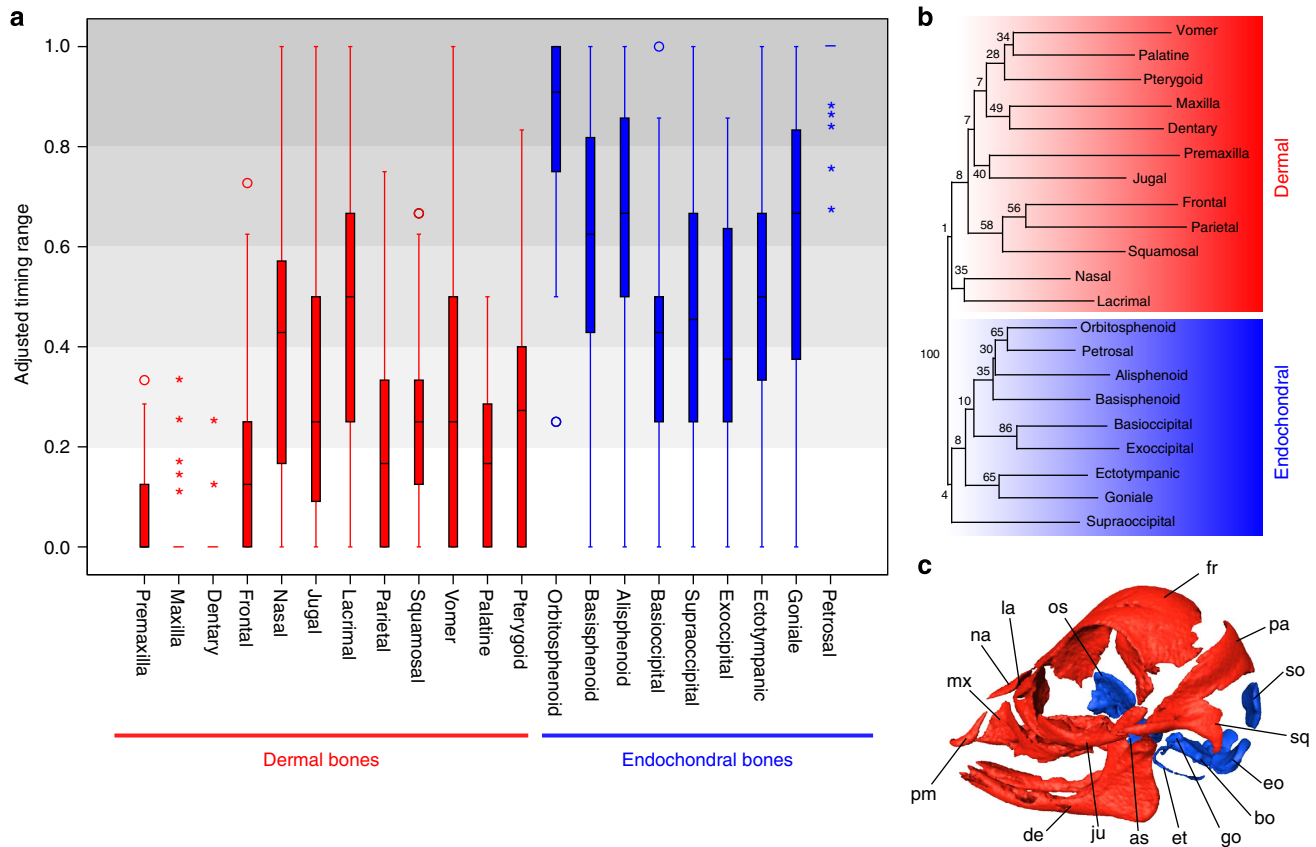 a
Adjusted timing range
1.0
0.8
0.6
0.4
0.2
0.0
Premaxilla
Maxilla
Dentary
Frontal
Nasal
Jugal
Lacrimal
Parietal
Squamosal
Vomer
Palatine
Pterygoid
Orbitosphenoid
Basisphenoid
Alisphenoid
Basiocciptal
Supraoccipital
Exoccipital
Ectotympanic
Goniale
Petrosal
Dermal bones
Endochondral bones
b
Vomer
Palatine
Pterygoid
Maxilla
Dentary
Premaxilla
Jugal
Frontal
Parietal
Squamosal
Nasal
Lacrimal
34
28
7
49
7
40
8
56
58
1
35
Dermal
100
Orbitosphenoid
Petrosal
Alisphenoid
Basisphenoid
Basioccipital
Exoccipital
Ectotympanic
Goniale
Supraoccipital
65
30
35
10
86
8
65
4
Endochondral
c
fr
os
la
na
mx
pa
so
sq
pm
de
ju
as
et
go
bo
eo